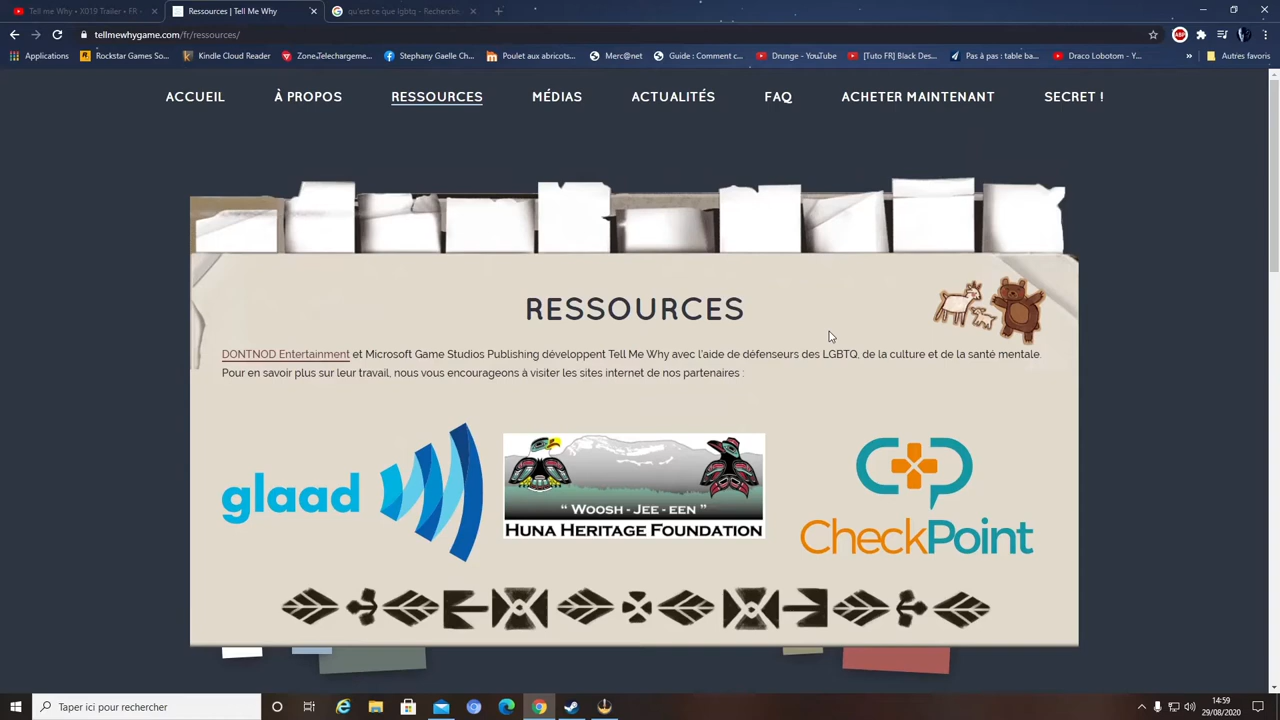 Tell me Why • X019 Trailer • FR -
Ressources | Tell Me Why
qu'est ce que lgbtq - Recherche
tellmewhygame.com/fr/ressources/
Applications
Rockstar Games So...
Kindle Cloud Reader
Zone,Telechargeme...
Stephany Gaelle Ch...
Poulet aux abricots...
Merc@net
Guide : Comment c...
Drunge - YouTube
[Tuto FR] Black Des...
Pas à pas : table ba...
Draco Lobotom - Y...
Autres favoris
ACCUEIL À PROPOS RESSOURCES MÉDIAS ACTUALITÉS FAQ ACHETER MAINTENANT SECRET !
RESSOURCES
DONTNOD Entertainment et Microsoft Game Studios Publishing développent Tell Me Why avec l'aide de défenseurs des LGBTQ, de la culture et de la santé mentale.
Pour en savoir plus sur leur travail, nous vous encourageons à visiter les sites internet de nos partenaires :
glaad
" WOOSH - JEE - EEN "
HUNA HERITAGE FOUNDATION
CheckPoint
Taper ici pour rechercher
14:59
29/08/2020